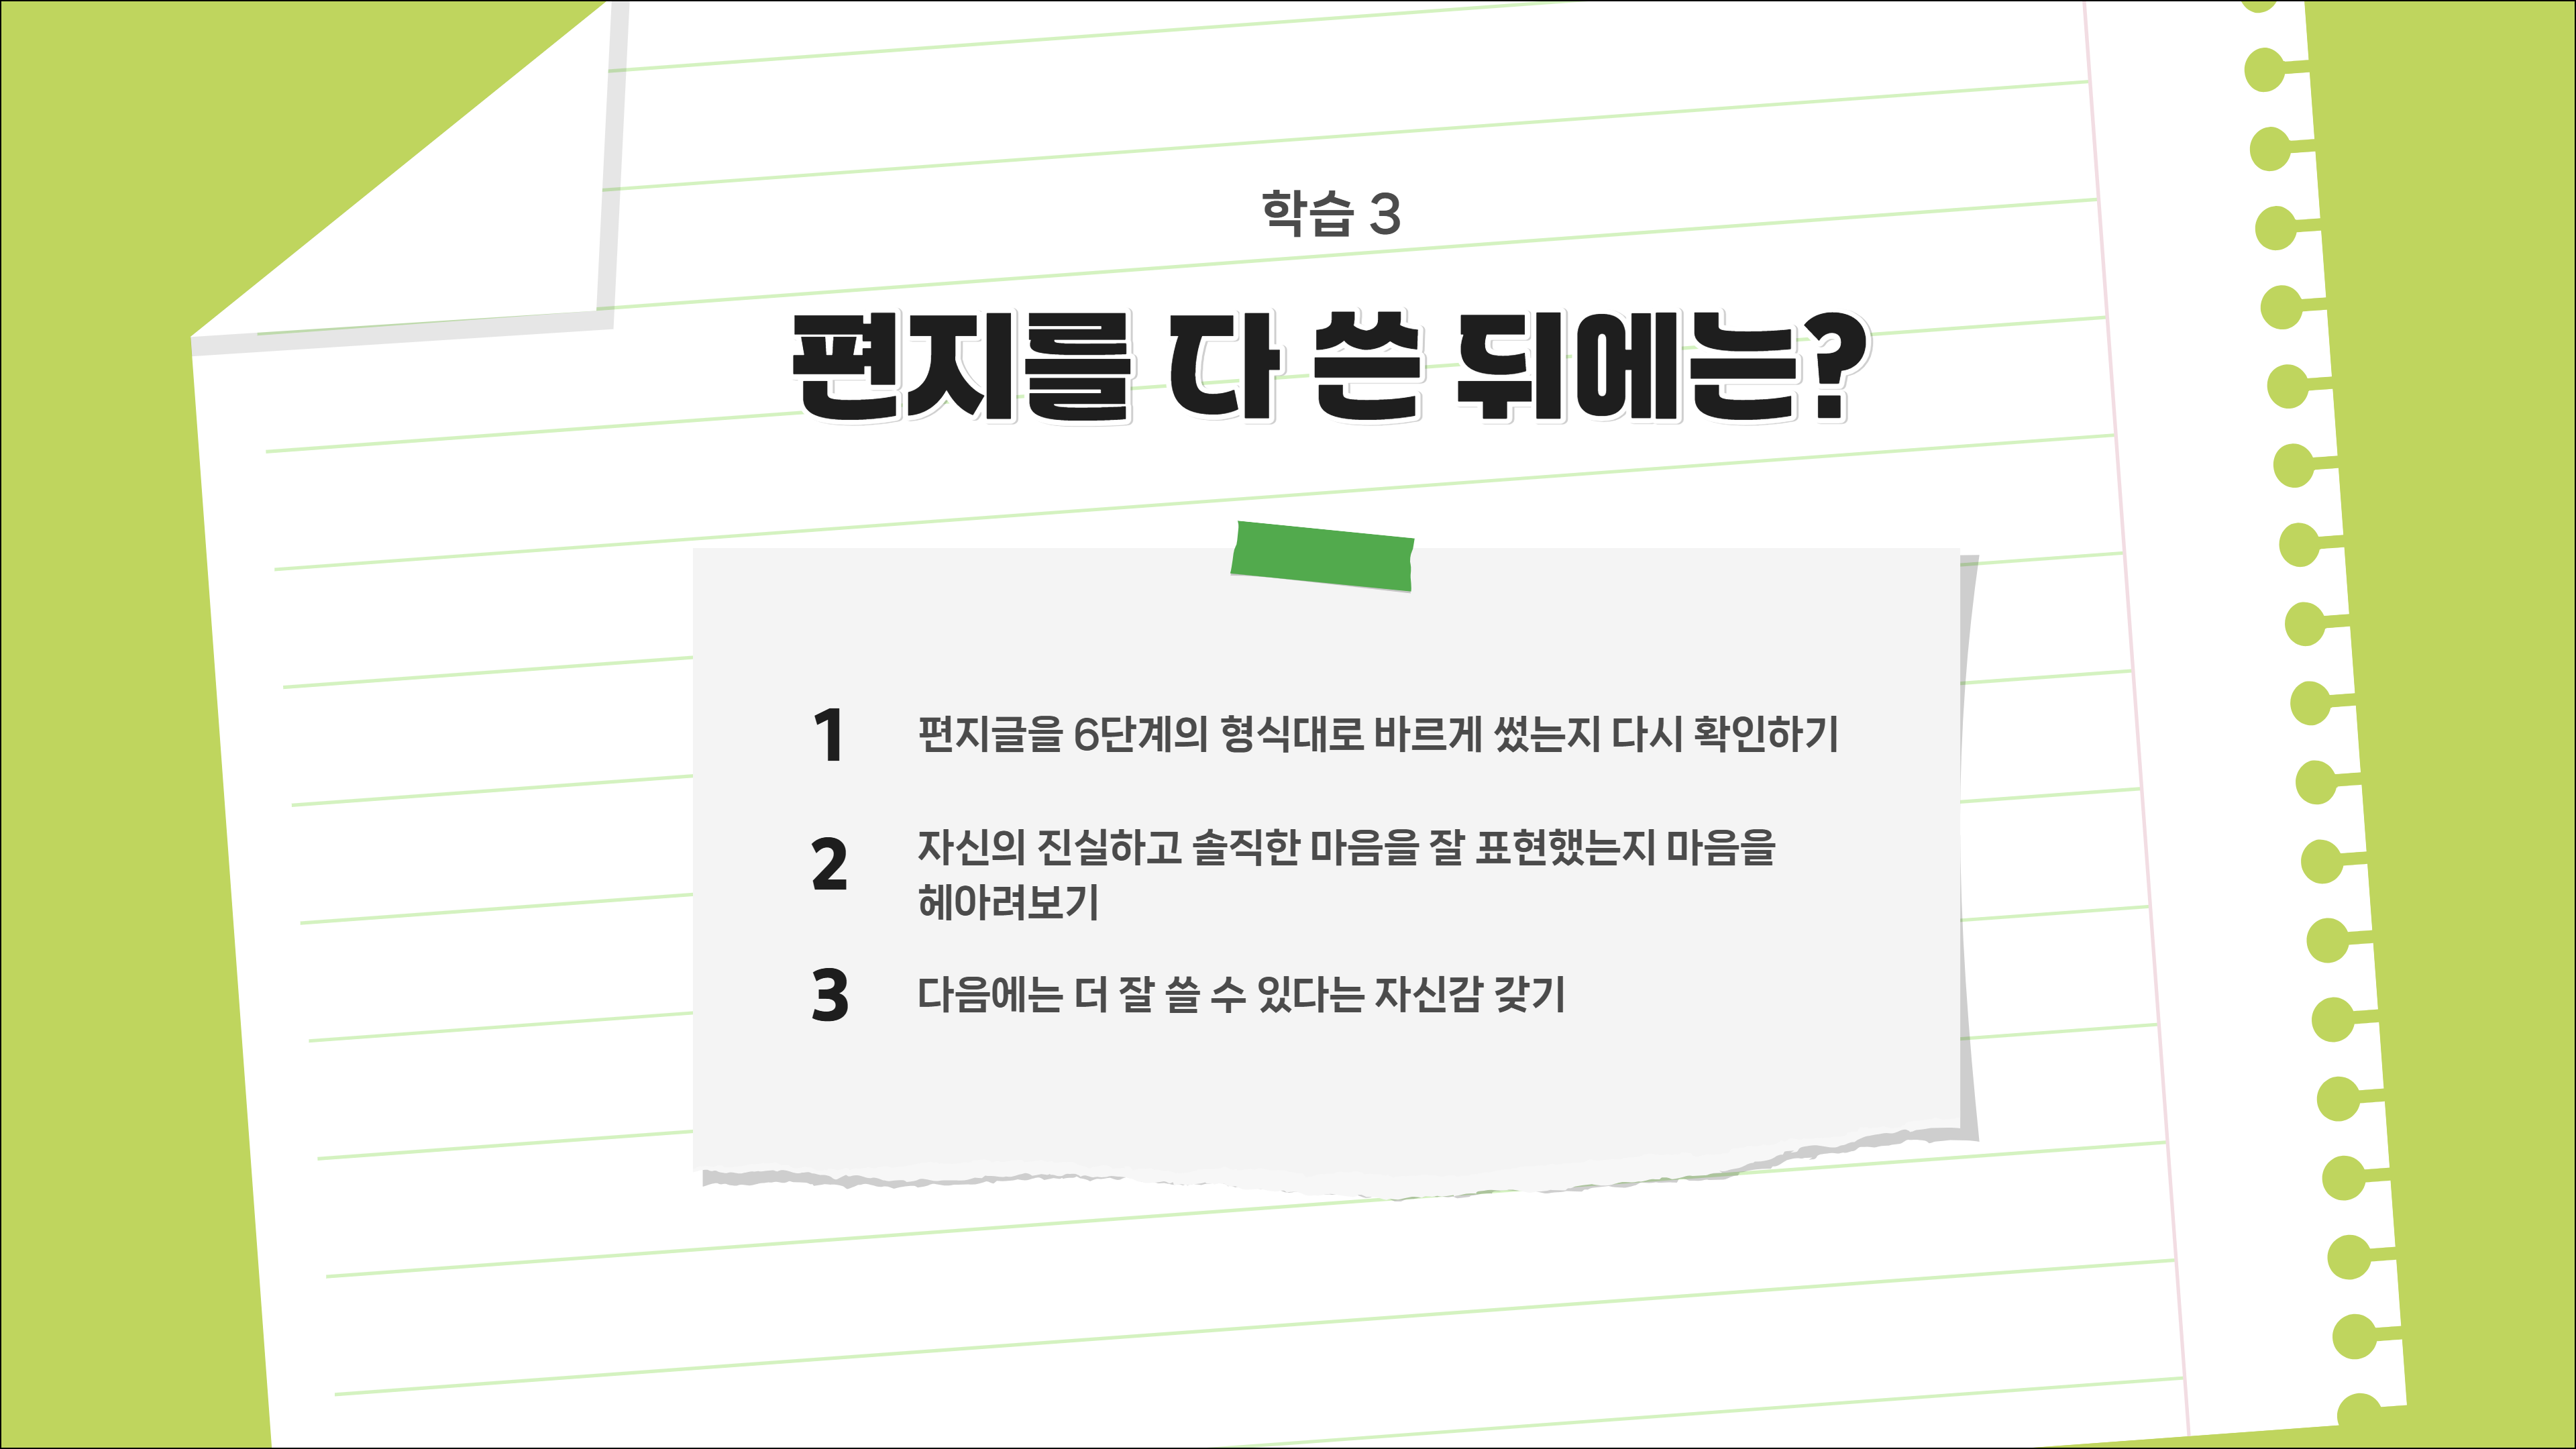 학습 3
편지를 다 쓴 뒤에는?
1 편지글을 6단계의 형식대로 바르게 썼는지 다시 확인하기
2 자신의 진실하고 솔직한 마음을 잘 표현했는지 마음을
헤아려보기
3 다음에는 더 잘 쓸 수 있다는 자신감 갖기